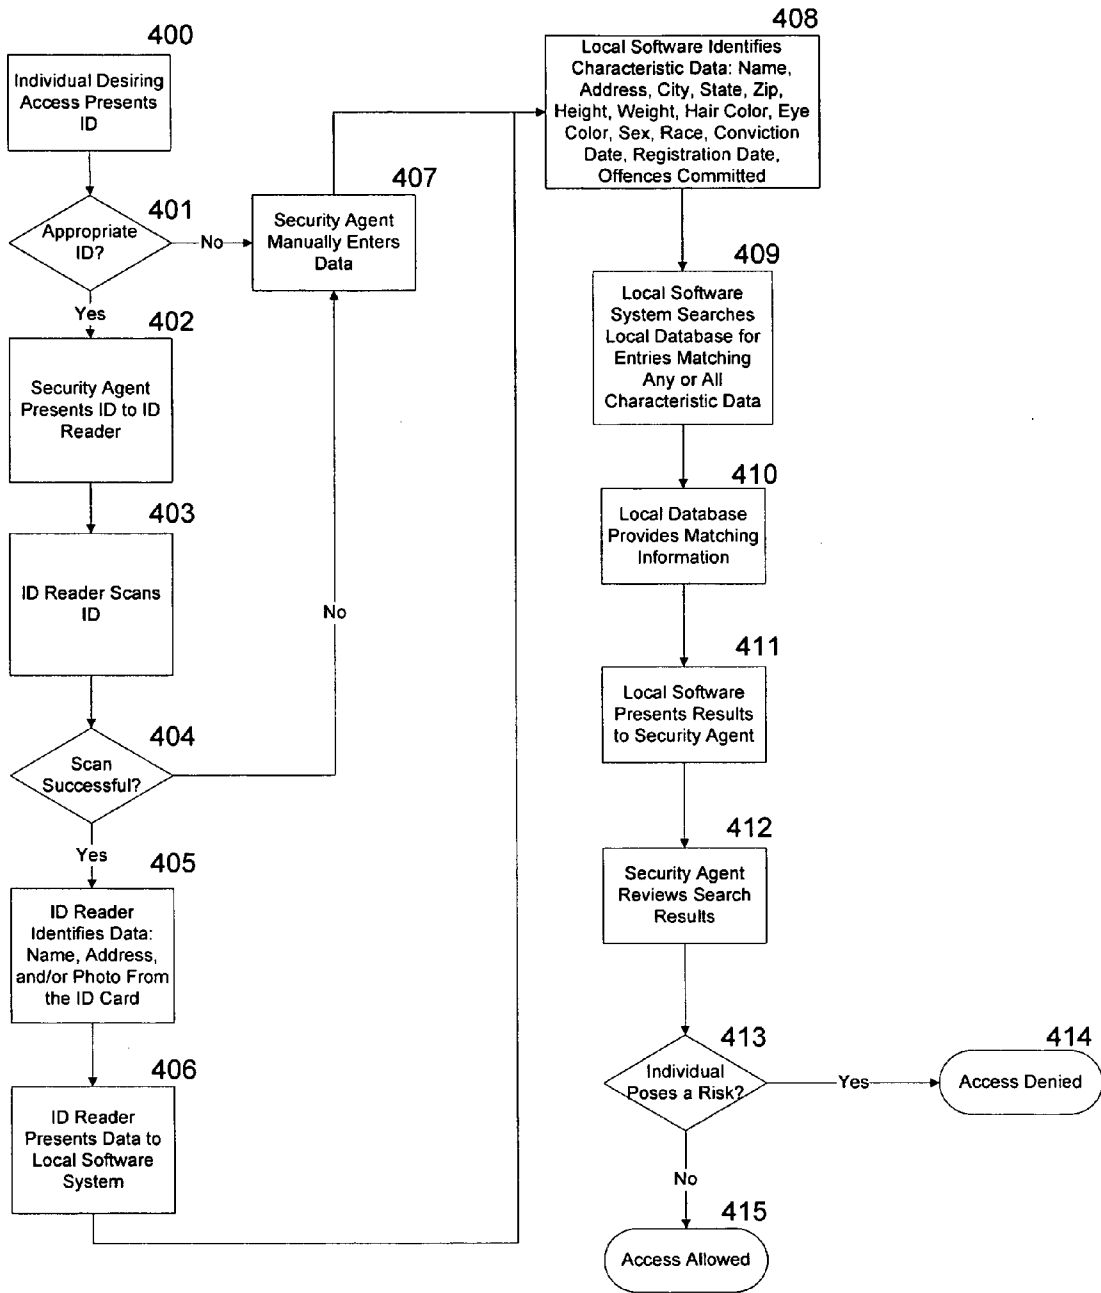 400
Individual Desiring
Access Presents
ID
401
Appropriate
ID?
No
Yes
402
Security Agent
Presents ID to ID
Reader
403
ID Reader Scans
ID
404
Scan
Successful?
No
Yes
405
ID Reader
Identifies Data:
Name, Address,
and/or Photo From
the ID Card
406
ID Reader
Presents Data to
Local Software
System
407
Security Agent
Manually Enters
Data
408
Local Software Identifies
Characteristic Data: Name,
Address, City, State, Zip,
Height, Weight, Hair Color, Eye
Color, Sex, Race, Conviction
Date, Registration Date,
Offences Committed
409
Local Software
System Searches
Local Database for
Entries Matching
Any or All
Characteristic Data
410
Local Database
Provides Matching
Information
411
Local Software
Presents Results
to Security Agent
412
Security Agent
Reviews Search
Results
413
Individual
Poses a Risk?
Yes
414
Access Denied
No
415
Access Allowed